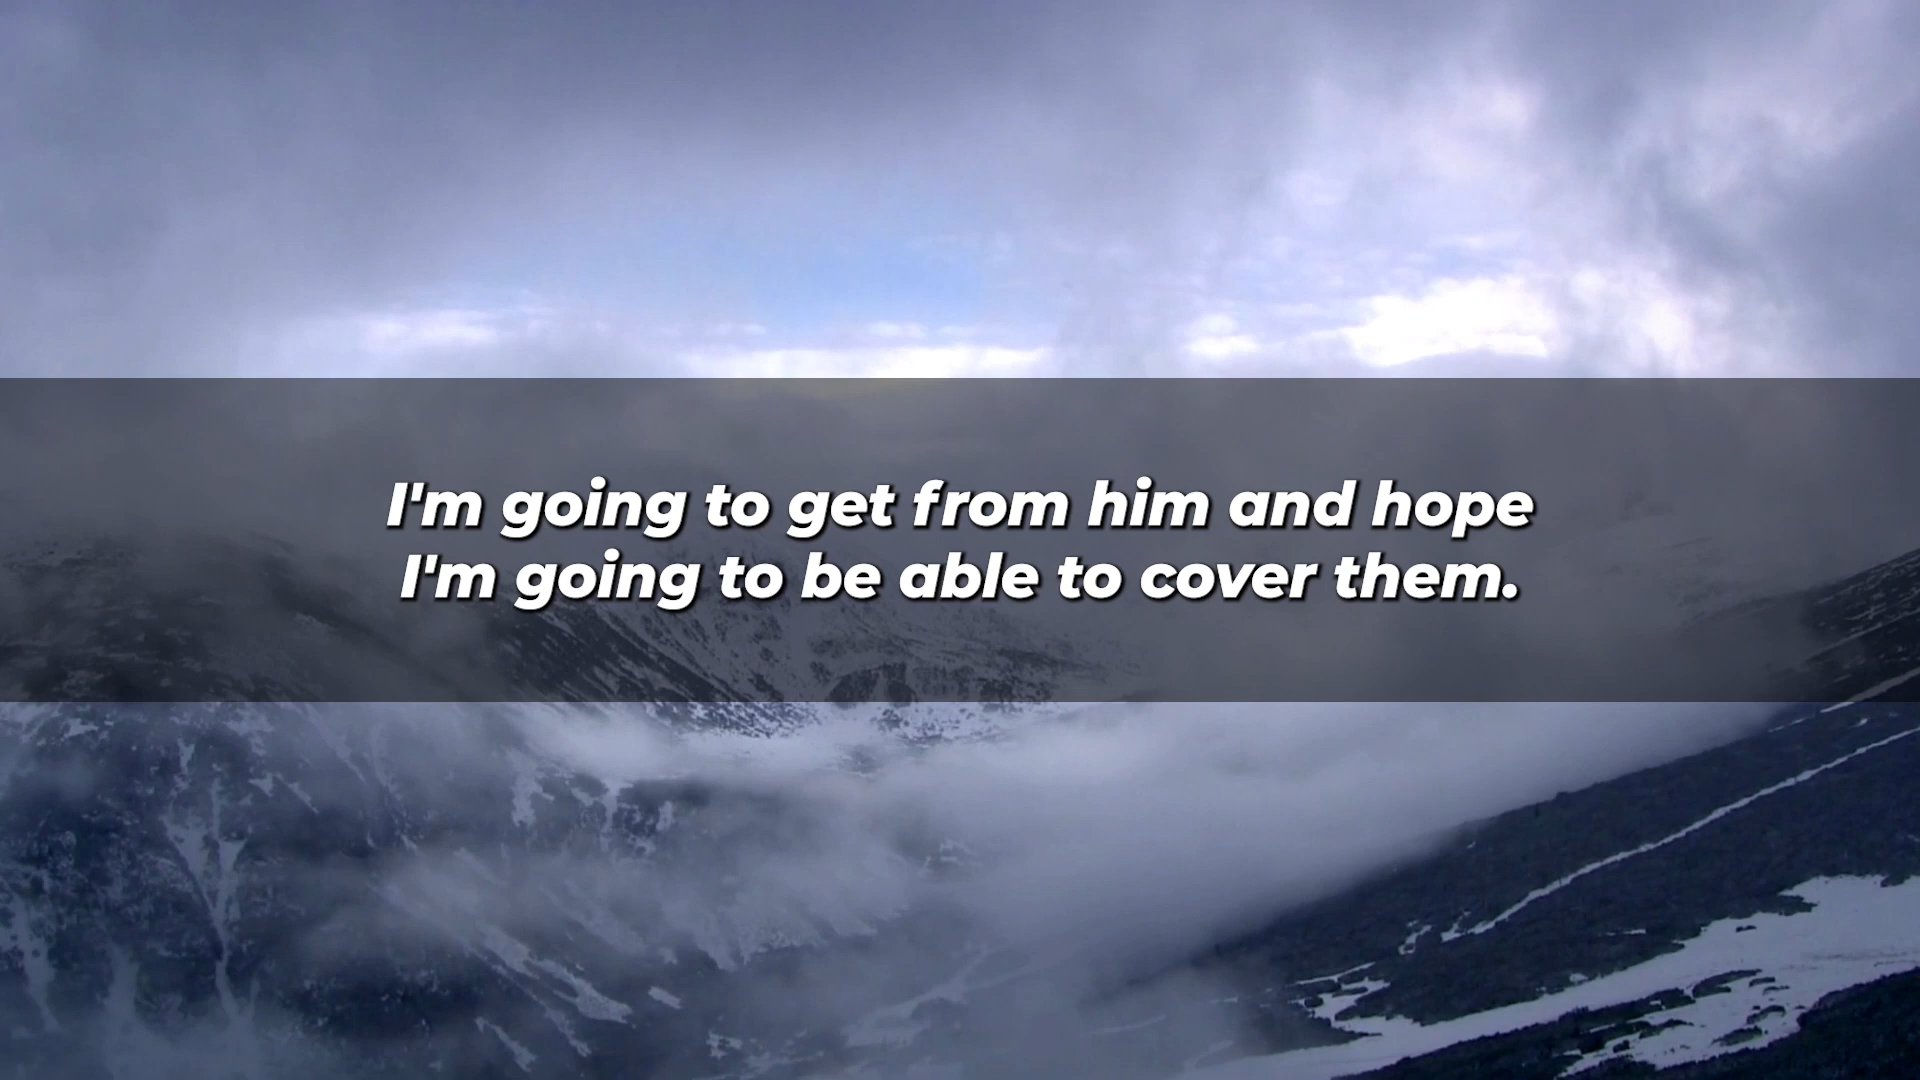 I'm going to get from him and hope
I'm going to be able to cover them.